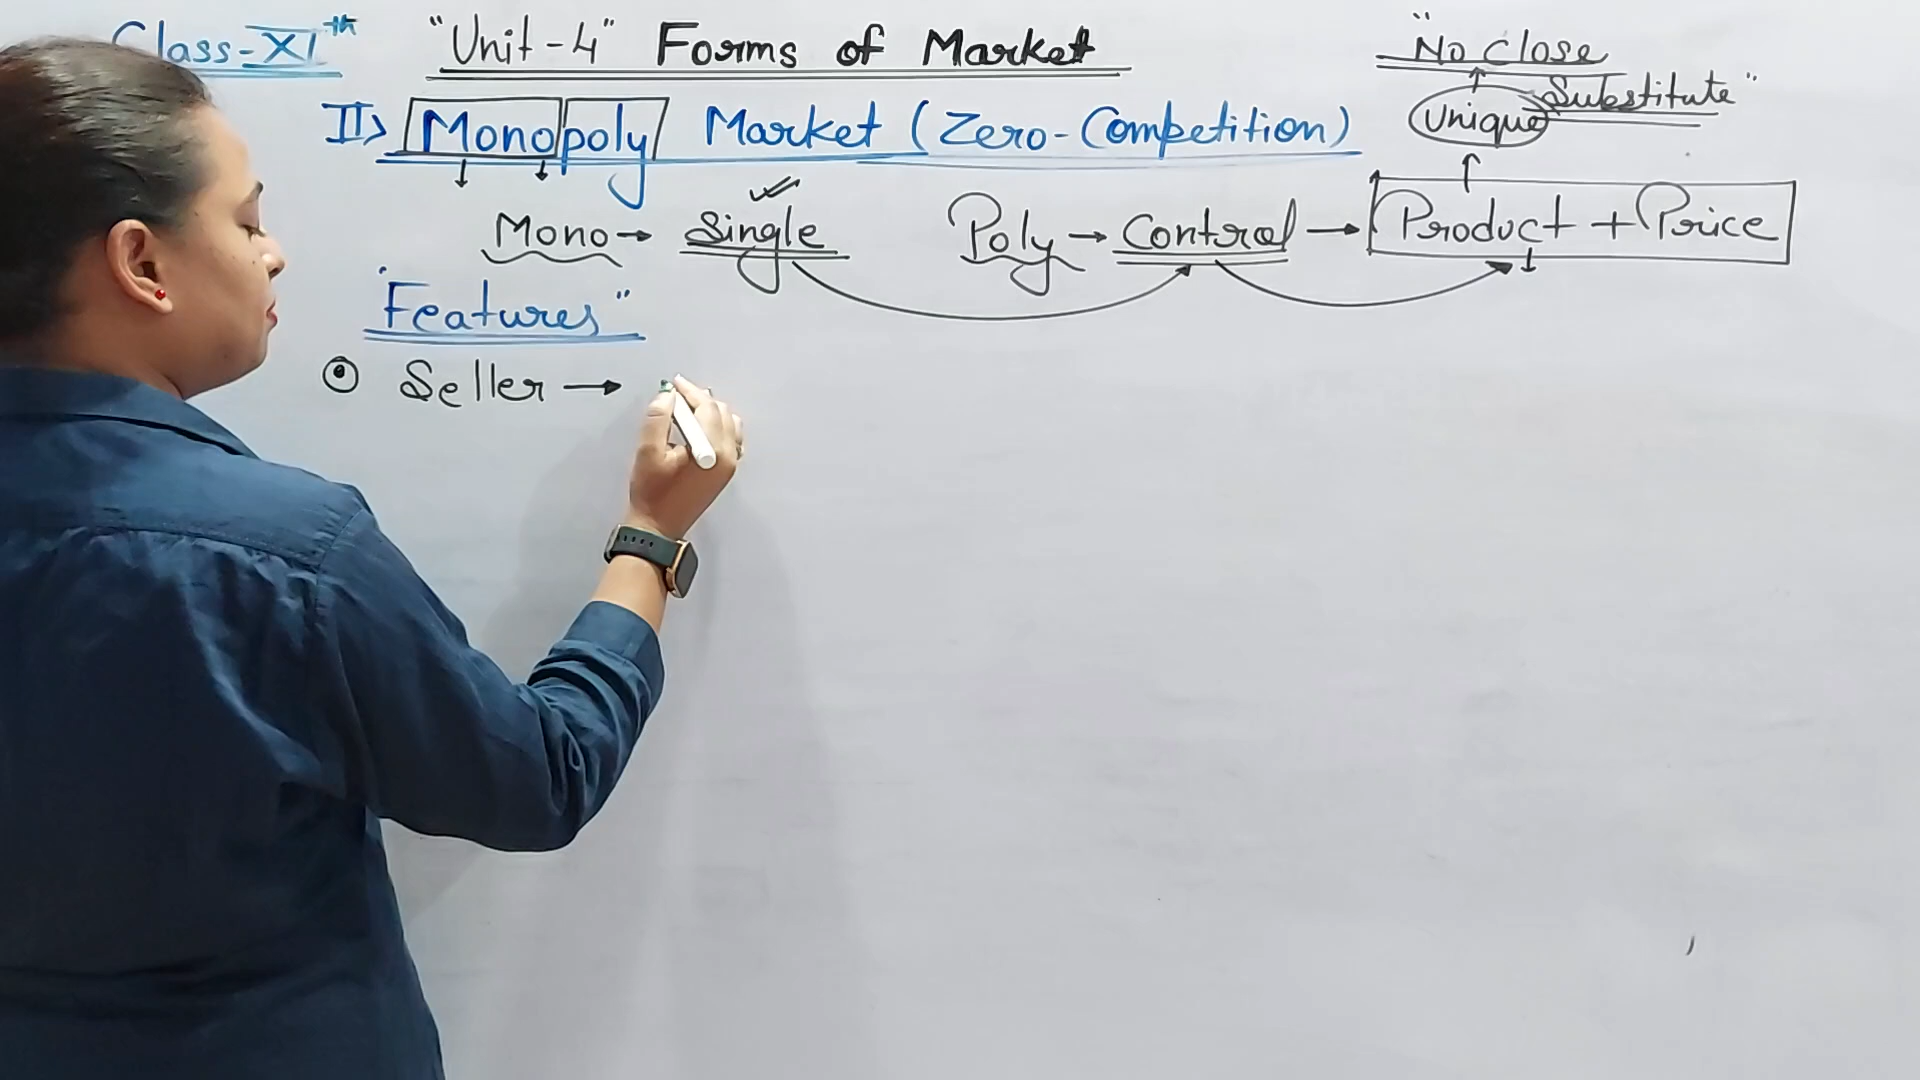 Class-XIth "Unit-4" Forms of Market
"No Close
Substitute"
Unique
II> Monopoly Market (Zero-Competition)
Mono → Single Poly → Control → Product + Price
"Features"
Seller →